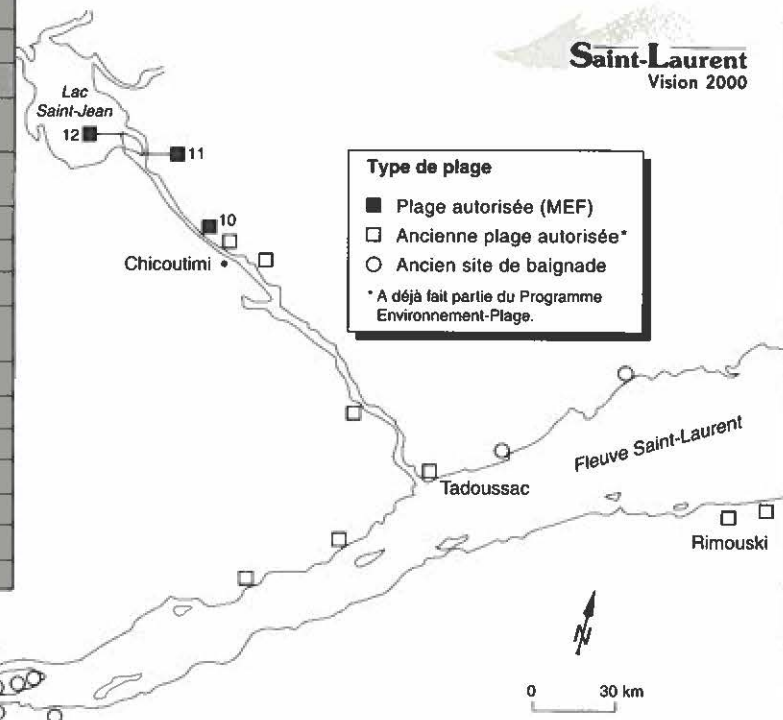 Saint-Laurent
Vision 2000
Lac
Saint-Jean
12
11
10
Chicoutimi
Type de plage
Plage autorisée (MEF)
Ancienne plage autorisée*
Ancien site de baignade
* A déjà fait partie du Programme
Environnement-Plage.
Fleuve Saint-Laurent
Tadoussac
Rimouski
N
0 30 km